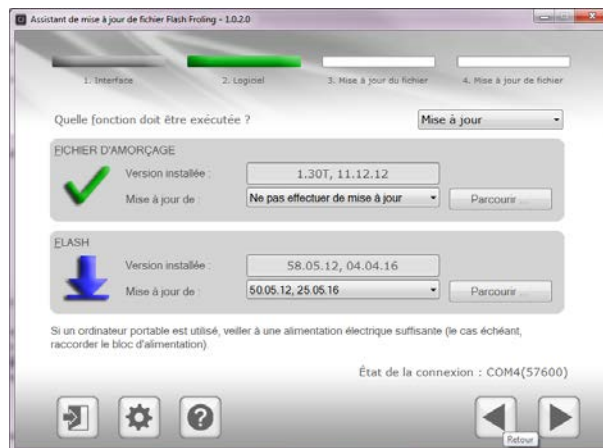 Assistant de mise à jour de fichier Flash Froling - 1.0.2.0
1. Interface
2. Logiciel
3. Mise à jour du fichier
4. Mise à jour de fichier
Quelle fonction doit être exécutée ?
Mise à jour
FICHIER D'AMORÇAGE
Version installée :
1.30T, 11.12.12
Mise à jour de :
Ne pas effectuer de mise à jour
Parcourir ...
FLASH
Version installée :
58.05.12, 04.04.16
Mise à jour de :
50.05.12, 25.05.16
Parcourir ...
Si un ordinateur portable est utilisé, veiller à une alimentation électrique suffisante (le cas échéant,
raccorder le bloc d'alimentation)
État de la connexion : COM4(57600)
Retour